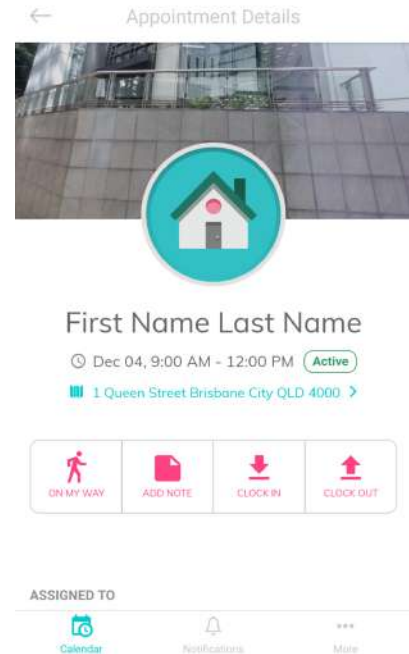 Appointment Details
First Name Last Name
Dec 04, 9:00 AM - 12:00 PM Active
1 Queen Street Brisbane City QLD 4000
ON MY WAY ADD NOTE CLOCK IN CLOCK OUT
ASSIGNED TO
Calendar Notifications More